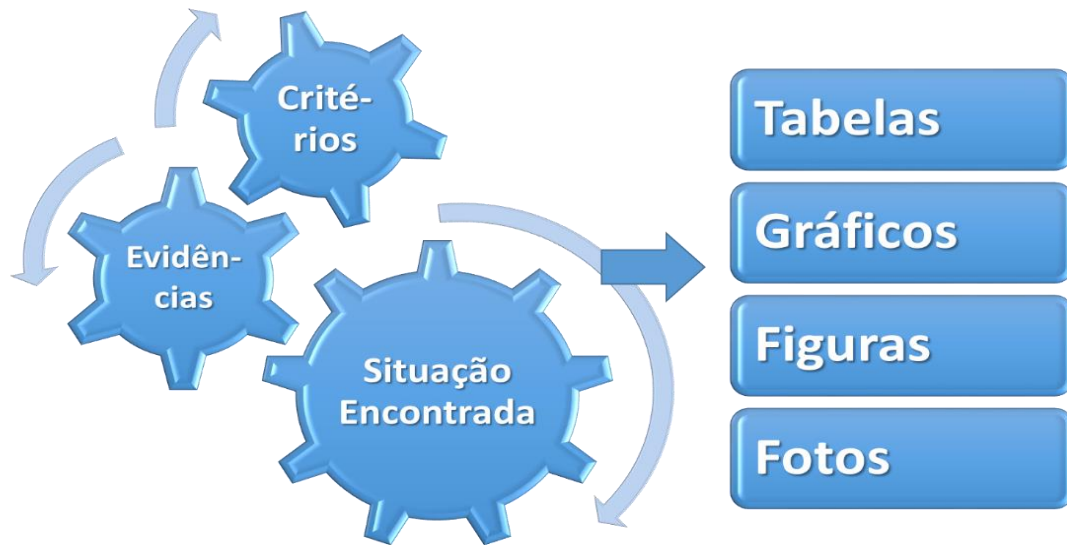 Crité-
rios
Evidên-
cias
Situação
Encontrada
Tabelas
Gráficos
Figuras
Fotos